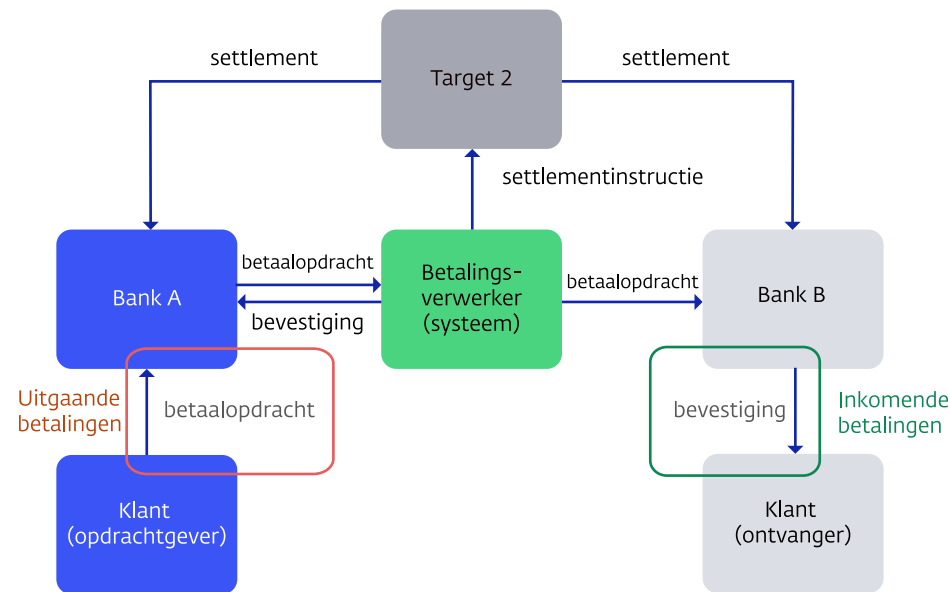 settlement
Target 2
settlement
settlementinstructie
Bank A
betaalopdracht
bevestiging
Betalings-
verwerker
(systeem)
betaalopdracht
Bank B
Uitgaande
betalingen
betaalopdracht
bevestiging
Inkomende
betalingen
Klant
(opdrachtgever)
Klant
(ontvanger)